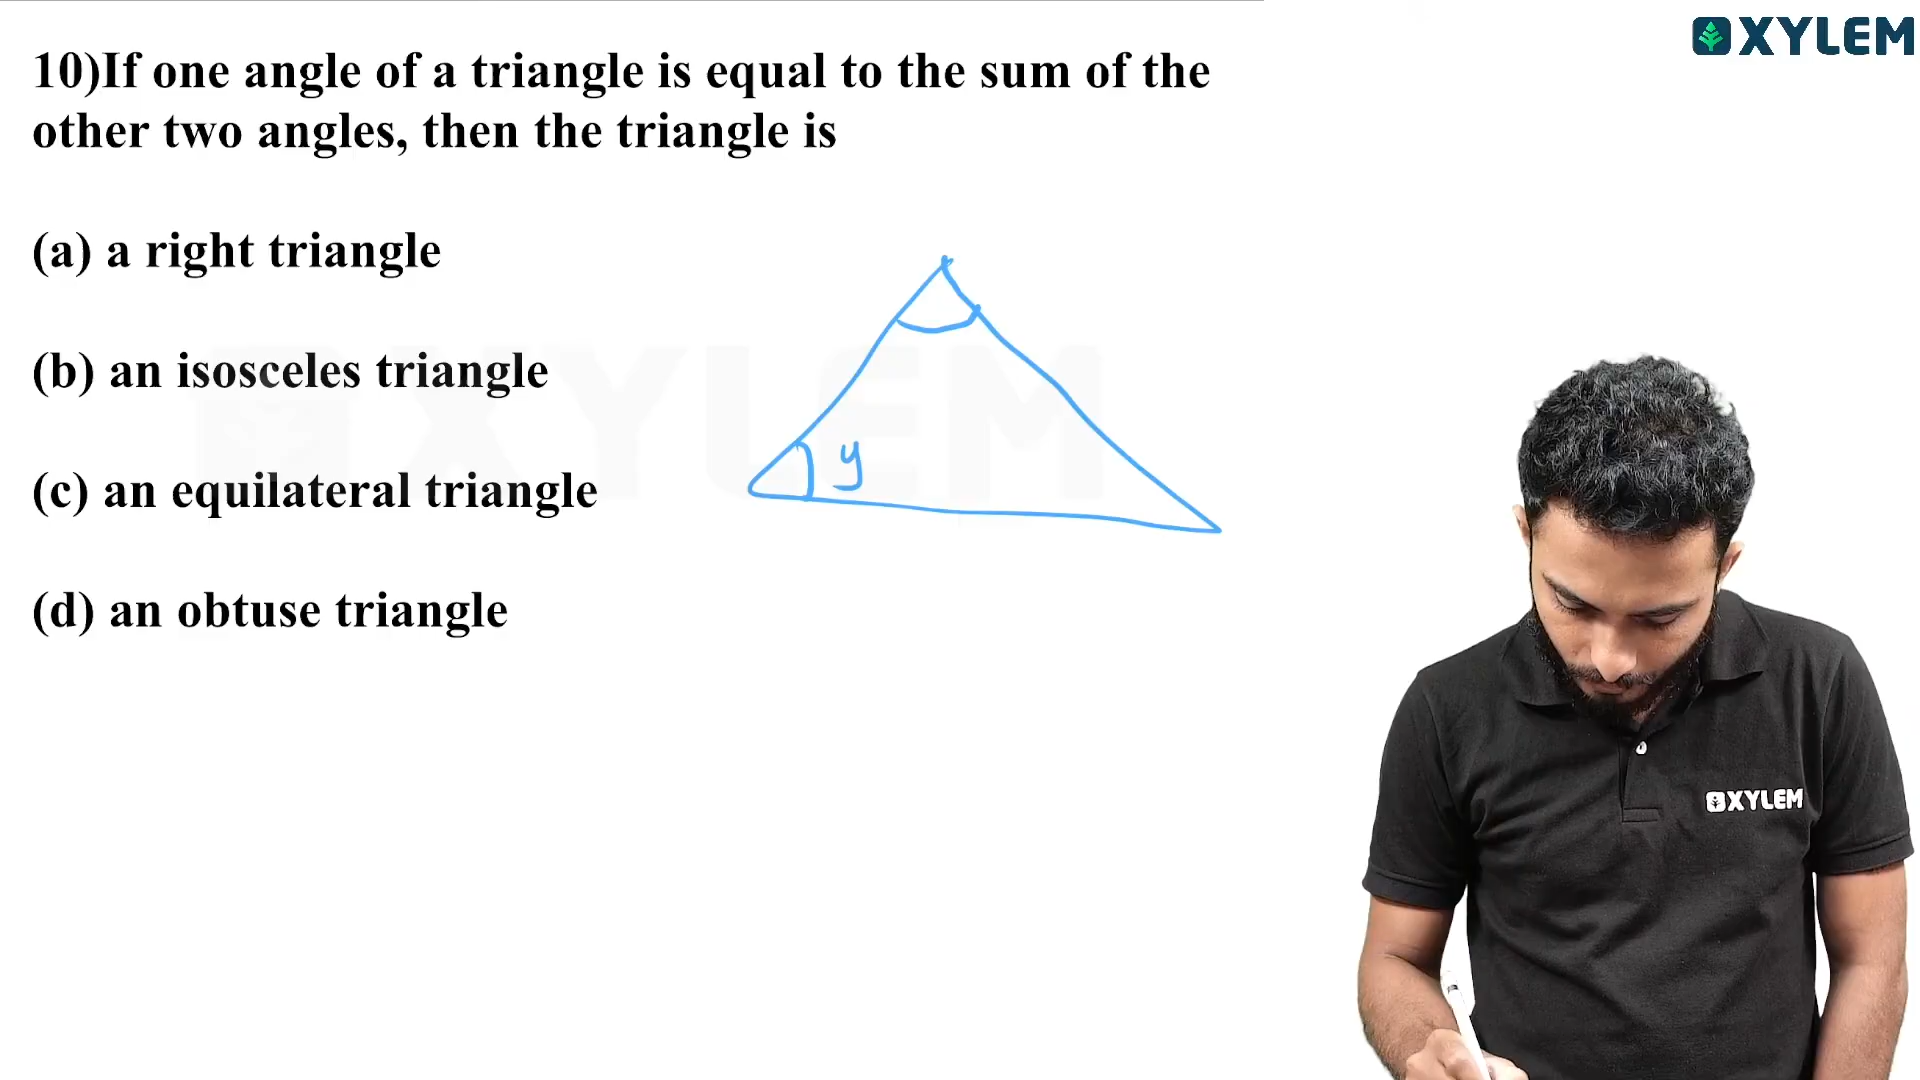 XYLEM
10)If one angle of a triangle is equal to the sum of the
other two angles, then the triangle is
(a) a right triangle
(b) an isosceles triangle
(c) an equilateral triangle
(d) an obtuse triangle
y
XYLEM
XYLEM